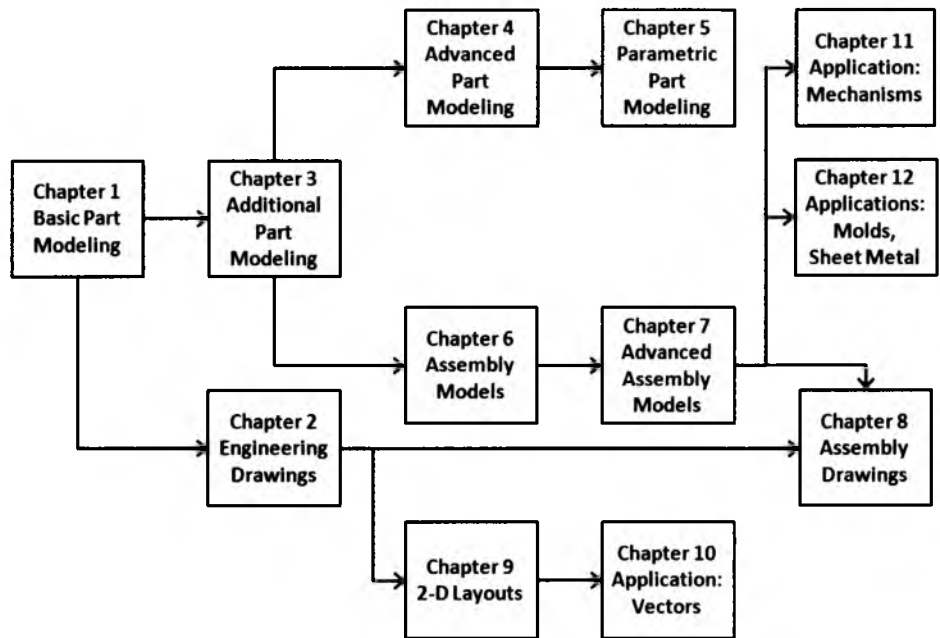 Chapter 4
Advanced
Part
Modeling
Chapter 5
Parametric
Part
Modeling
Chapter 11
Application:
Mechanisms
Chapter 1
Basic Part
Modeling
Chapter 3
Additional
Part
Modeling
Chapter 12
Applications:
Molds,
Sheet Metal
Chapter 6
Assembly
Models
Chapter 7
Advanced
Assembly
Models
Chapter 2
Engineering
Drawings
Chapter 8
Assembly
Drawings
Chapter 9
2-D Layouts
Chapter 10
Application:
Vectors